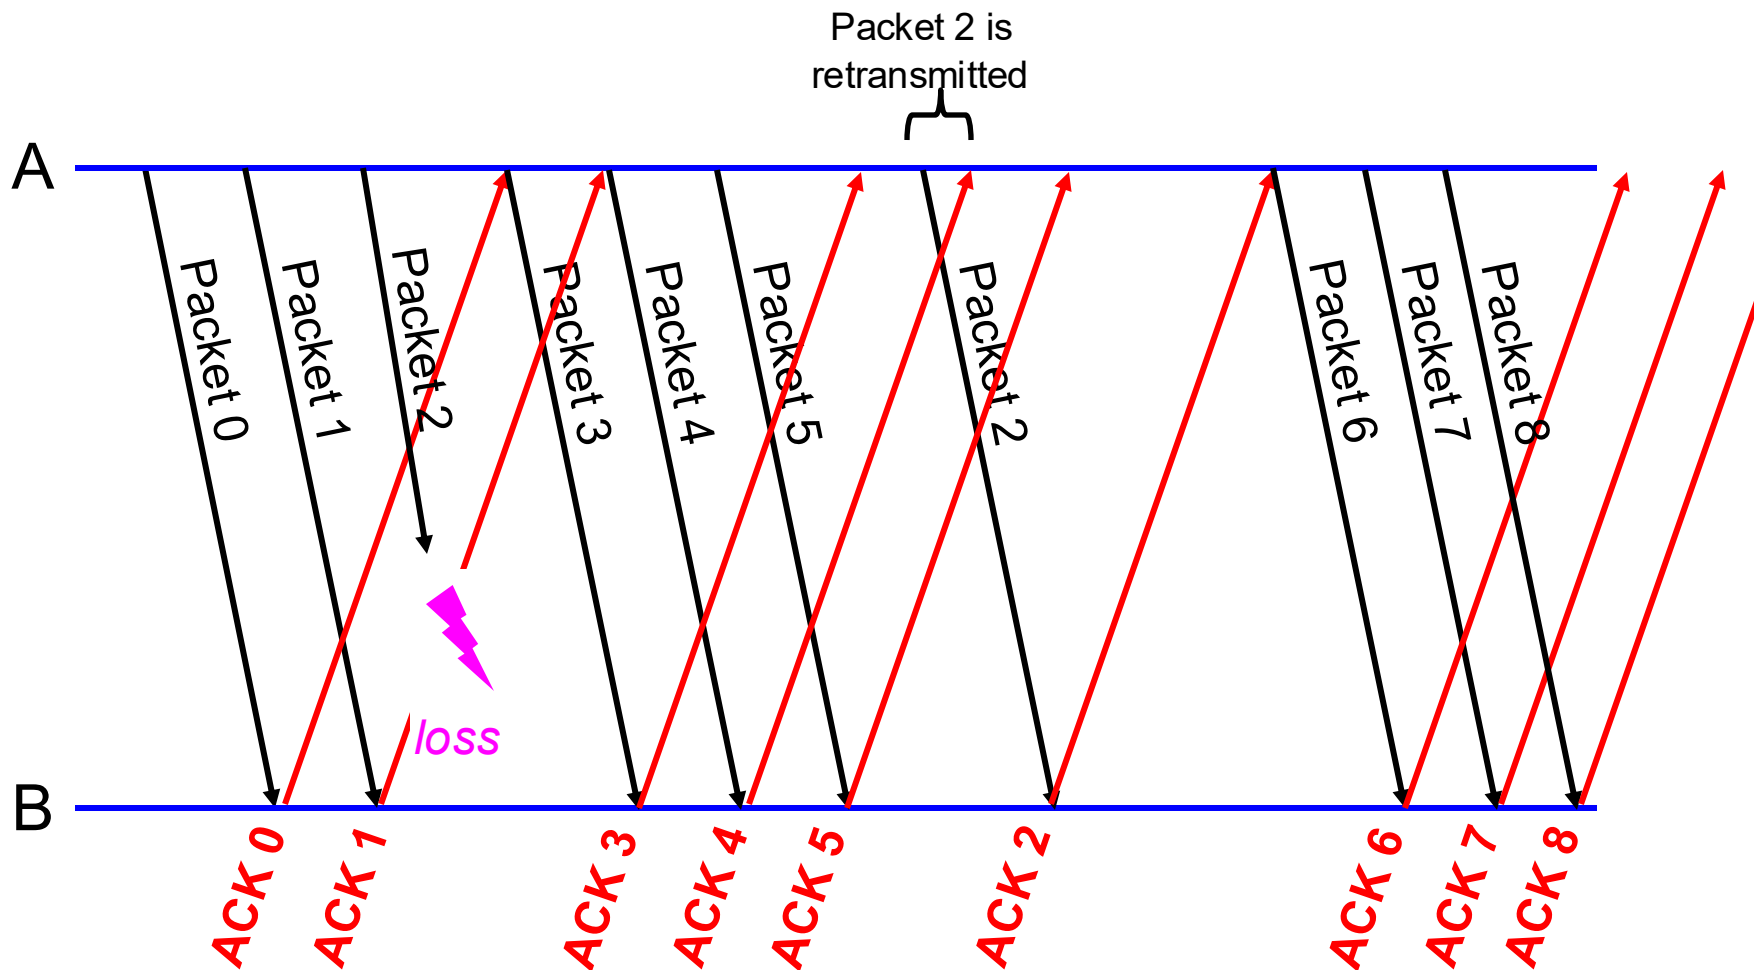 Packet 2 is
retransmitted
A
Packet 0
Packet 1
Packet 2
Packet 3
Packet 4
Packet 5
Packet 2
Packet 6
Packet 7
Packet 8
loss
B
ACK 0
ACK 1
ACK 3
ACK 4
ACK 5
ACK 2
ACK 6
ACK 7
ACK 8